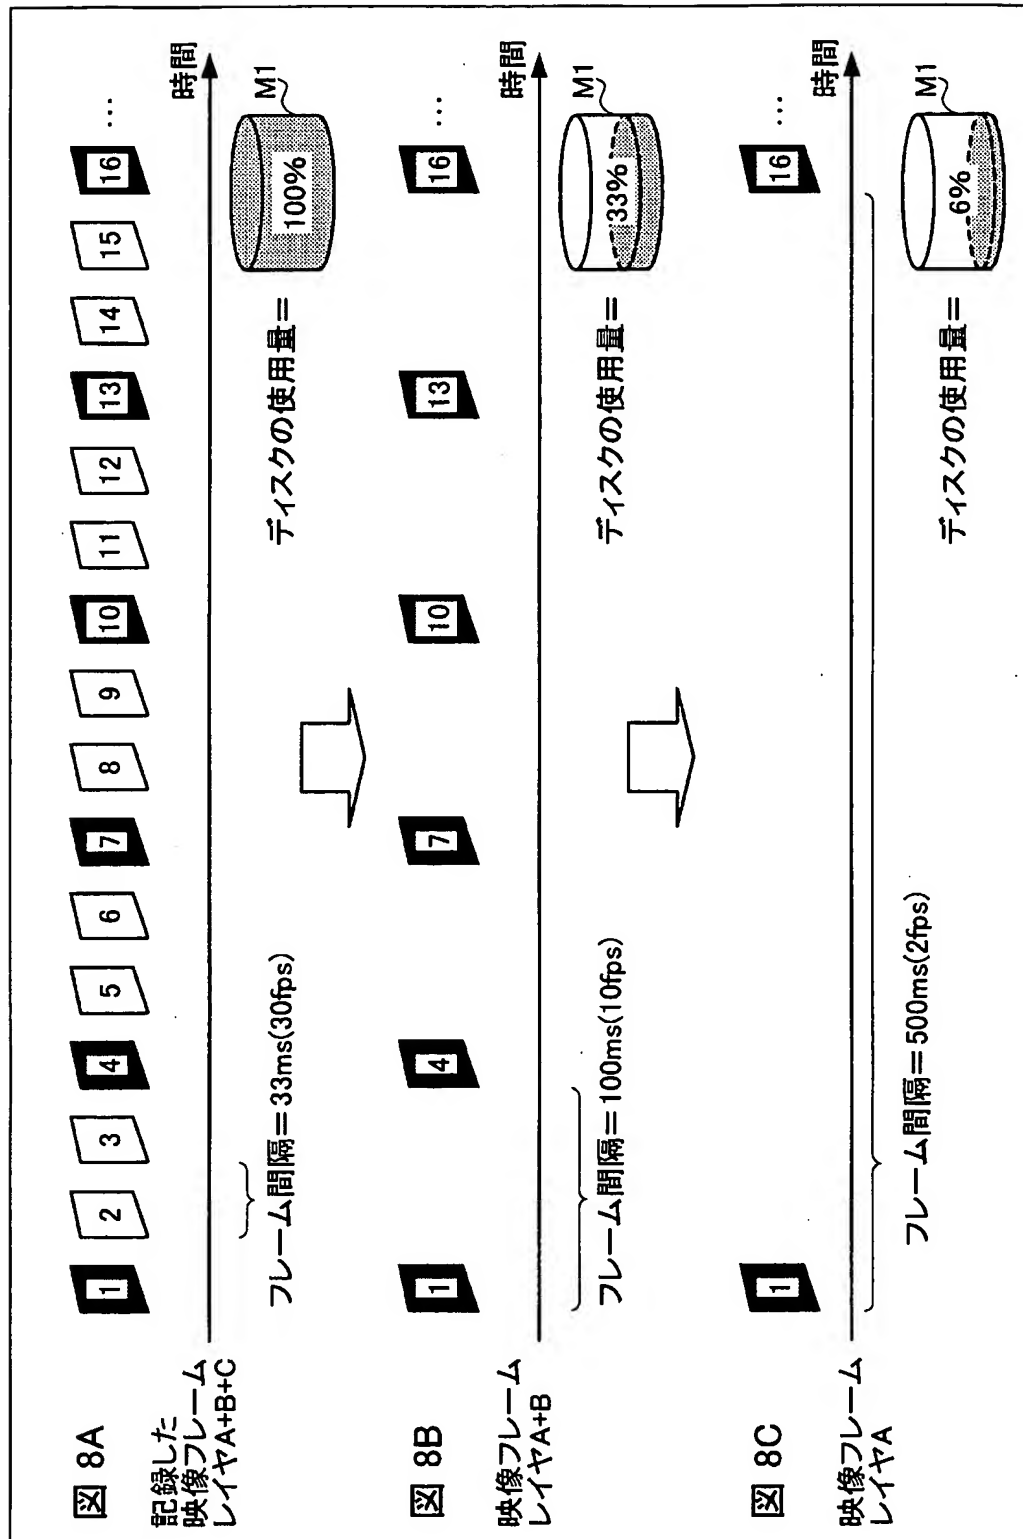 図 8A
記録した
映像フレーム
レイヤA+B+C
1 2 3 4 5 6 7 8 9 10 11 12 13 14 15 16 …
時間
フレーム間隔=33ms(30fps)
ディスクの使用量=
100%
M1
図 8B
映像フレーム
レイヤA+B
1 4 7 10 13 16 …
時間
フレーム間隔=100ms(10fps)
ディスクの使用量=
33%
M1
図 8C
映像フレーム
レイヤA
1 16 …
時間
フレーム間隔=500ms(2fps)
ディスクの使用量=
6%
M1